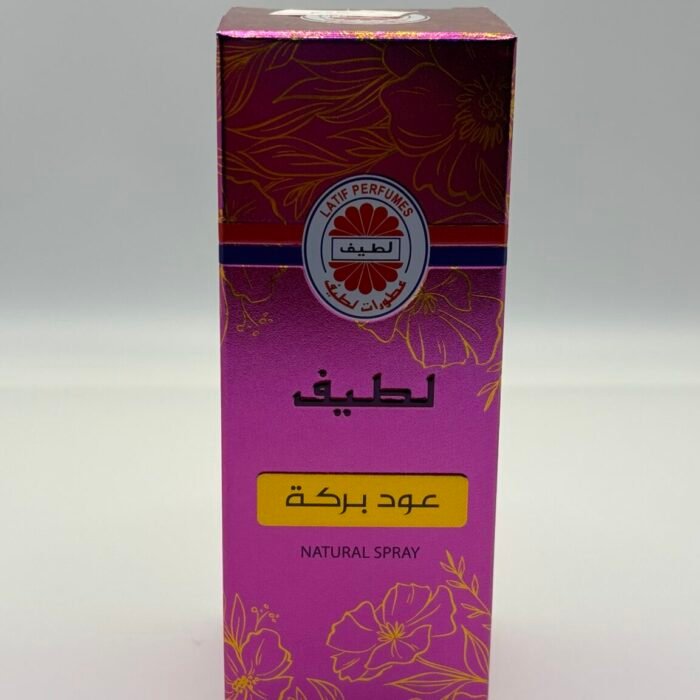 LATIF PERFUMES
لطيف
عطورات لطيف
لطيف
عود بركة
NATURAL SPRAY